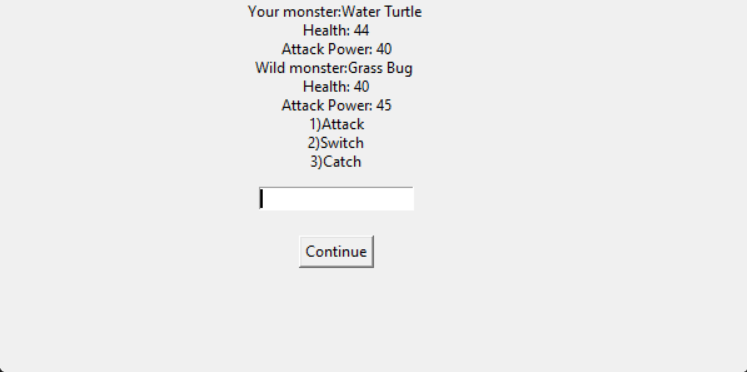 Your monster:Water Turtle
Health: 44
Attack Power: 40
Wild monster:Grass Bug
Health: 40
Attack Power: 45
1)Attack
2)Switch
3)Catch
Continue